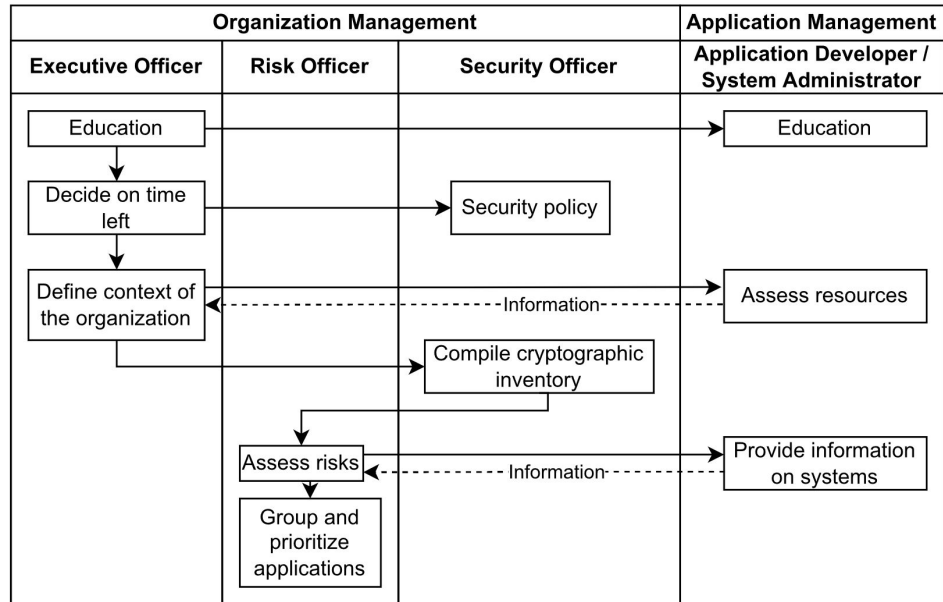 Organization Management
Application Management
Executive Officer
Risk Officer
Security Officer
Application Developer /
System Administrator
Education
Education
Decide on time
left
Security policy
Define context of
the organization
Information
Assess resources
Compile cryptographic
inventory
Assess risks
Information
Provide information
on systems
Group and
prioritize
applications